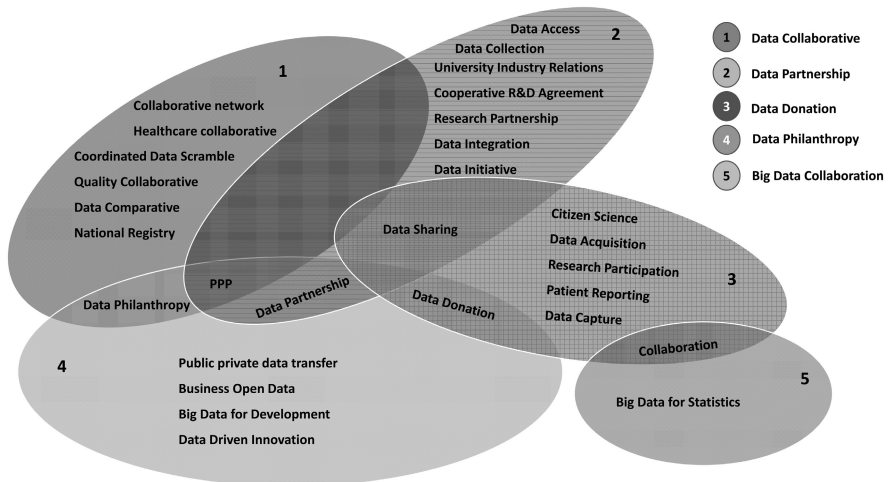 1
Collaborative network
Healthcare collaborative
Coordinated Data Scramble
Quality Collaborative
Data Comparative
National Registry
Data Access
2
Data Collection
University Industry Relations
Cooperative R&D Agreement
Research Partnership
Data Integration
Data Initiative
Data Sharing
Citizen Science
Data Acquisition
Research Participation
3
Patient Reporting
Data Capture
PPP
Data Philanthropy
Data Partnership
Data Donation
Collaboration
4
Public private data transfer
Business Open Data
Big Data for Development
Data Driven Innovation
5
Big Data for Statistics
1 Data Collaborative
2 Data Partnership
3 Data Donation
4 Data Philanthropy
5 Big Data Collaboration